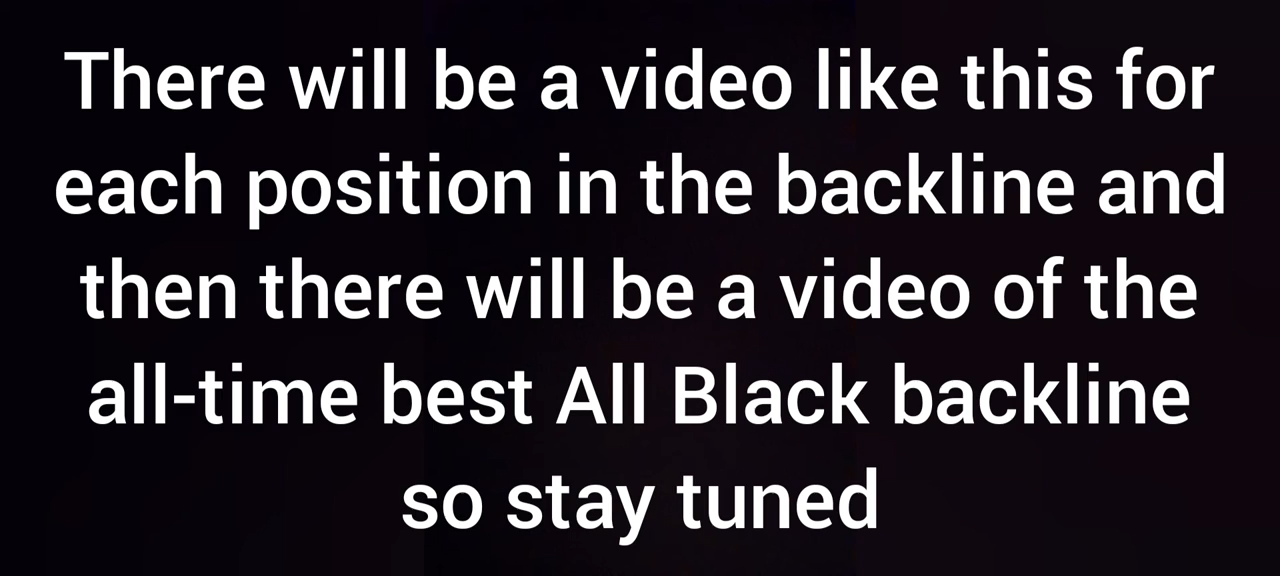 There will be a video like this for
each position in the backline and
then there will be a video of the
all-time best All Black backline
so stay tuned